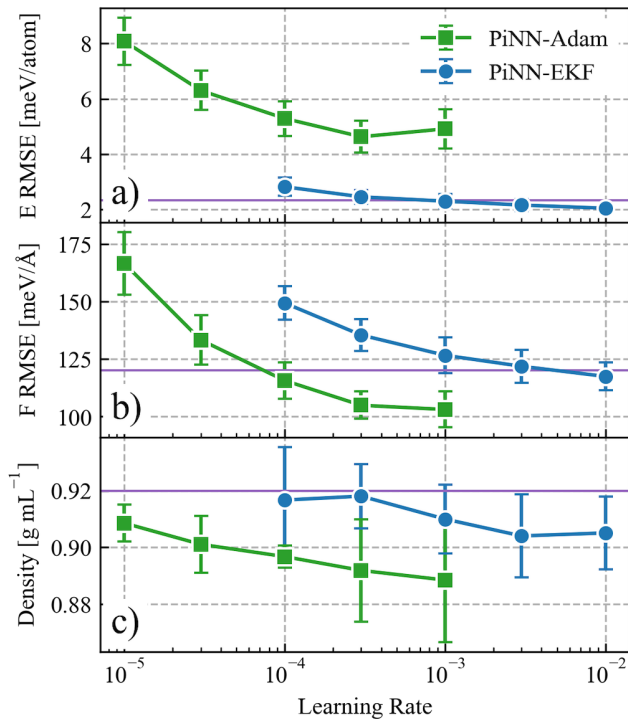 PiNN-Adam
PiNN-EKF
E RMSE [meV/atom]
8
6
4
2
a)
F RMSE [meV/Å]
175
150
125
100
b)
Density [g mL⁻¹]
0.92
0.90
0.88
c)
10⁻⁵ 10⁻⁴ 10⁻³ 10⁻²
Learning Rate